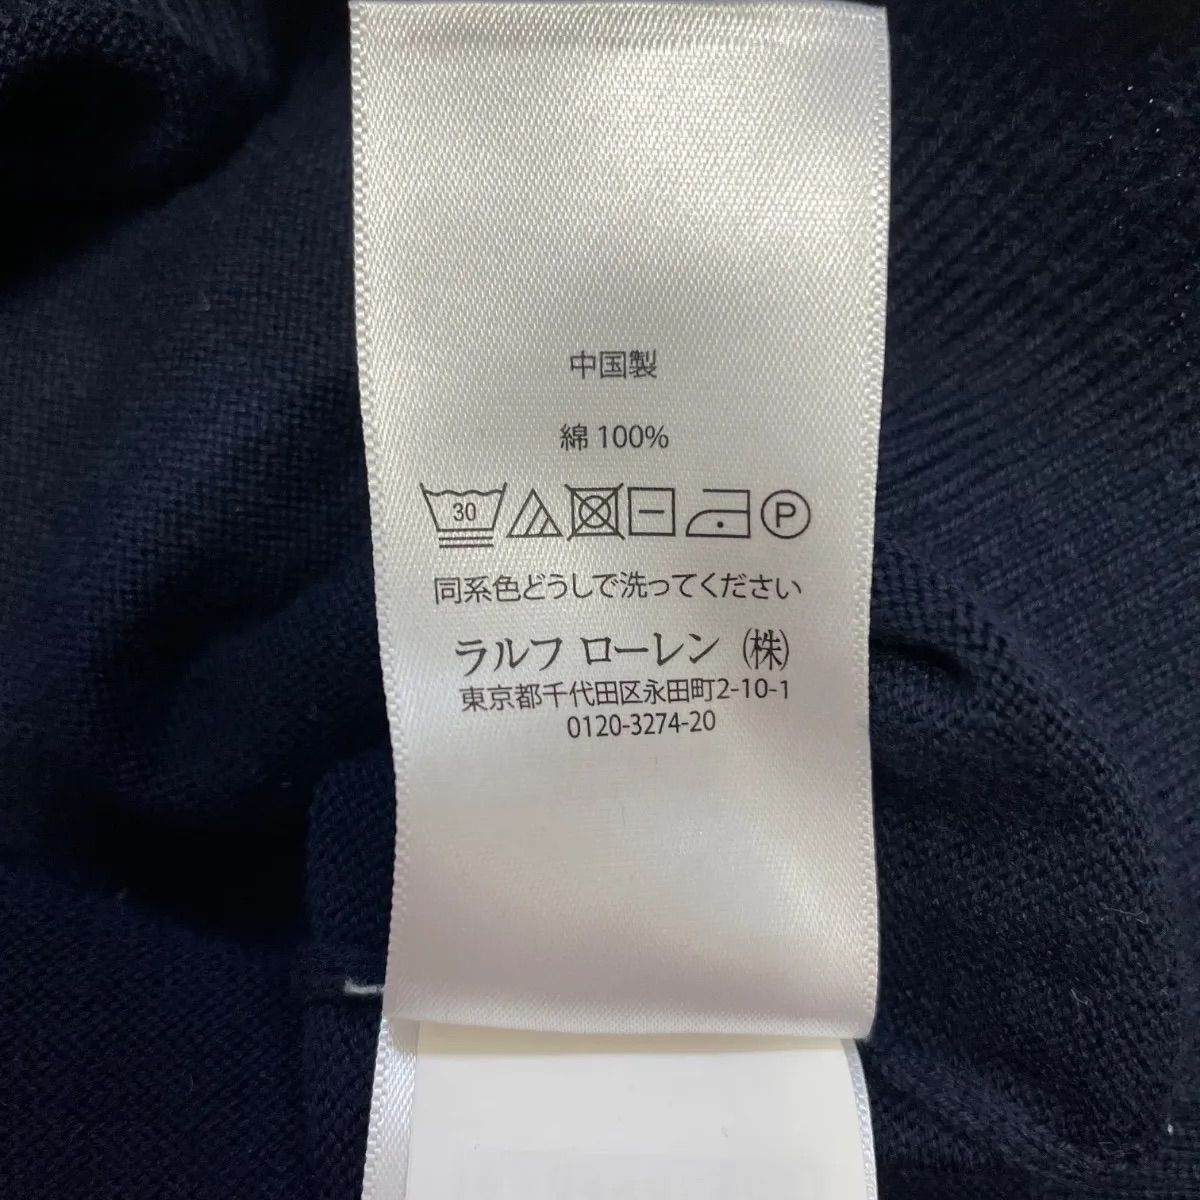 中国製
綿 100%
30 P
同系色どうしで洗ってください
ラルフ ローレン ㈱
東京都千代田区永田町2-10-1
0120-3274-20